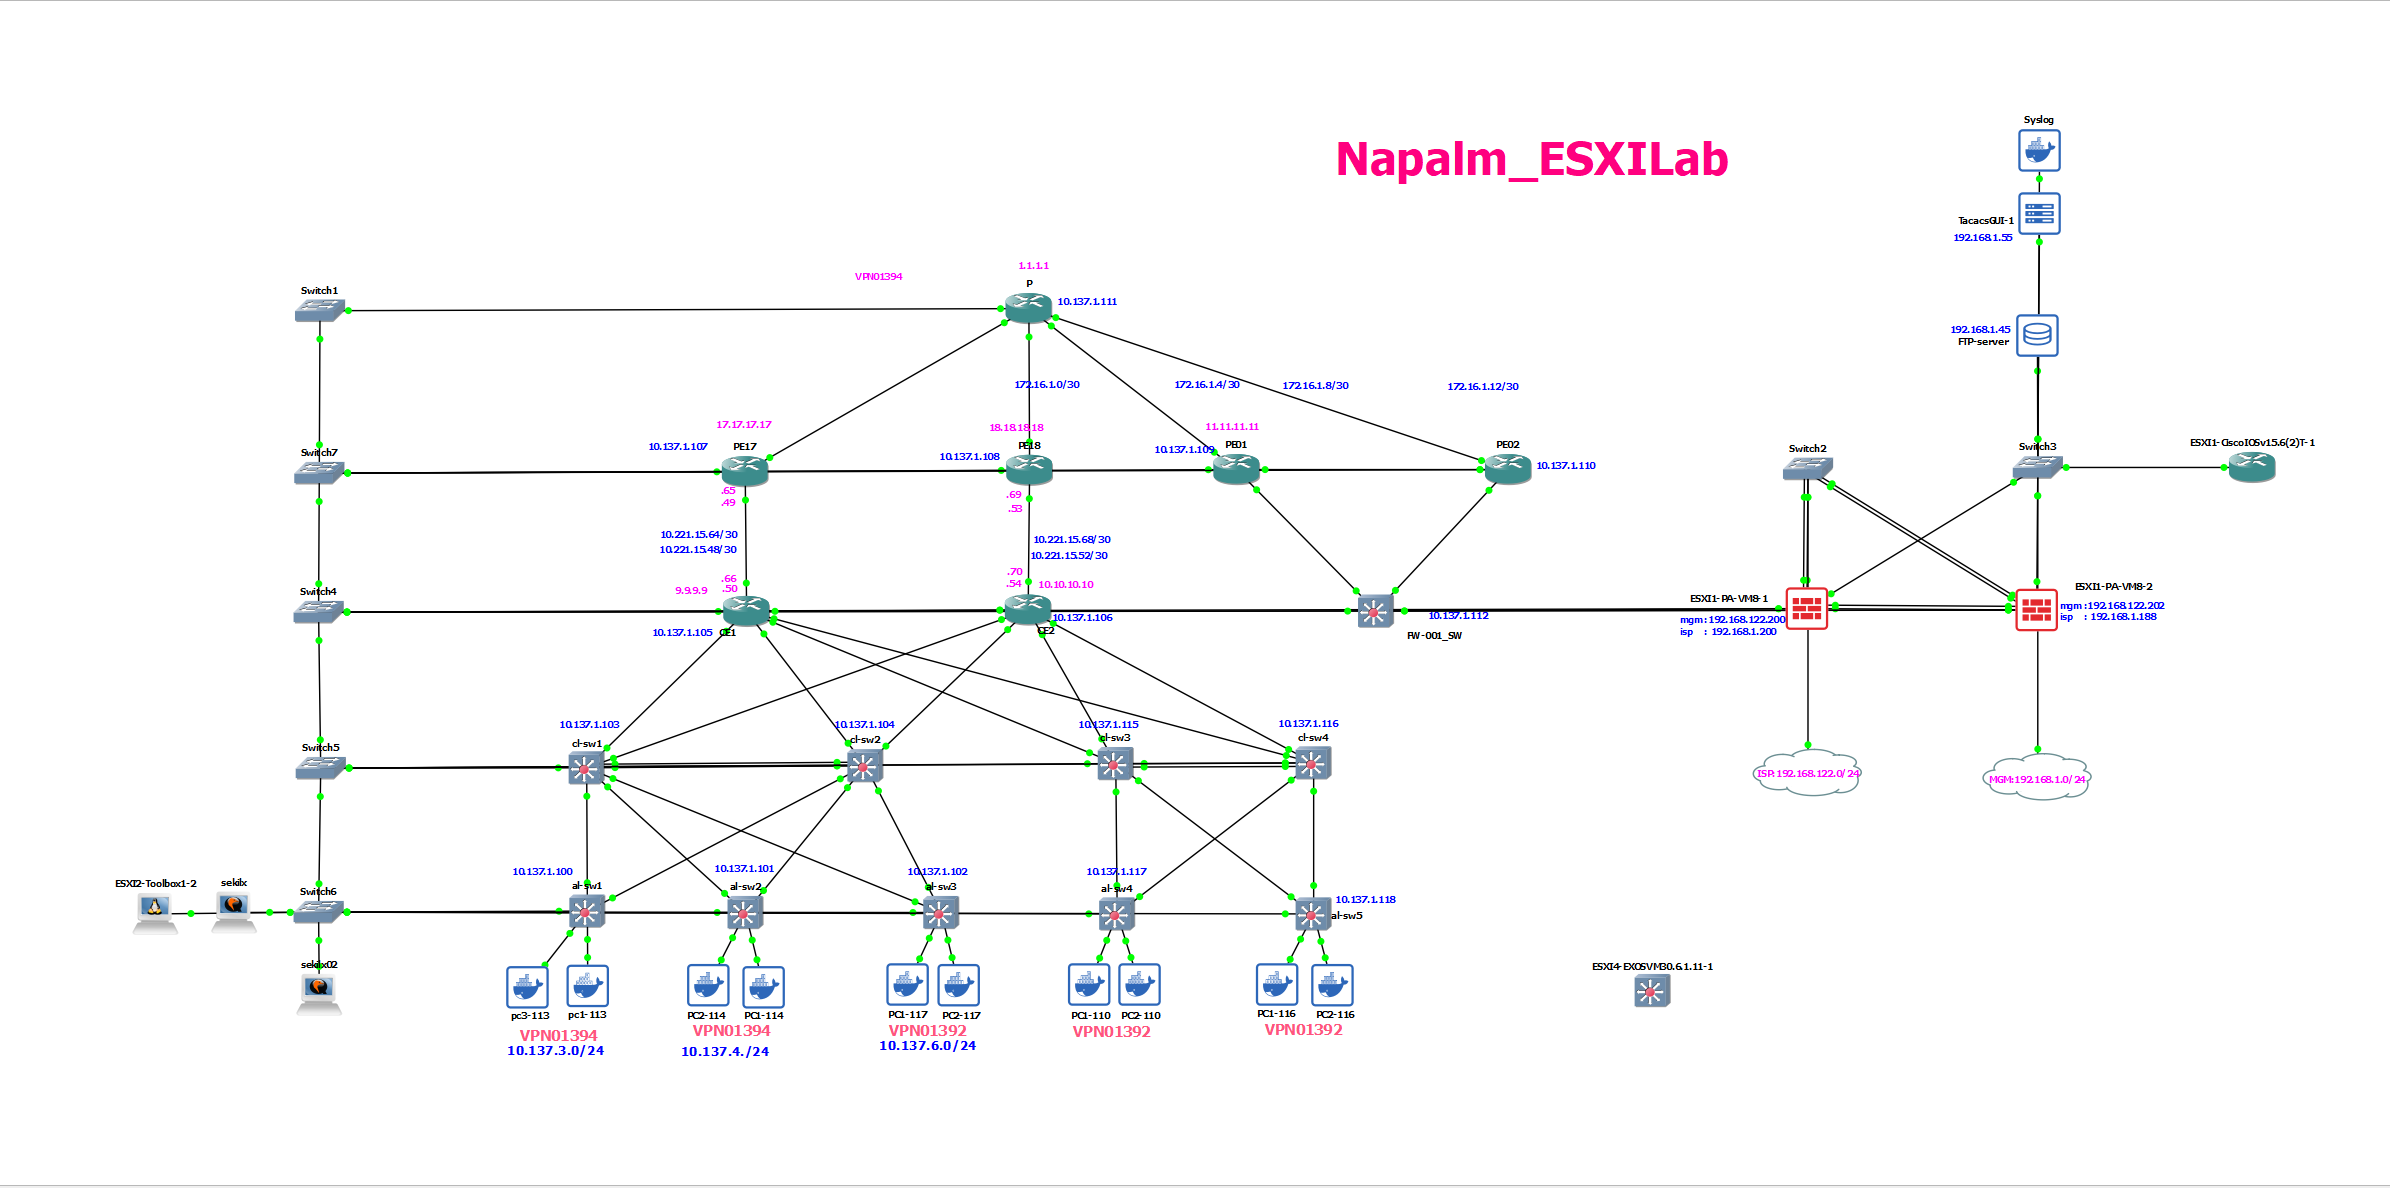 Napalm_ESXILab
Syslog
TacacsGUI-1
192.168.1.55
192.168.1.45
FTP-server
VPN01394
1.1.1.1
P
10.137.1.111
Switch1
172.16.1.0/30
172.16.1.4/30
172.16.1.8/30
172.16.1.12/30
17.17.17.17
18.18.18.18
11.11.11.11
Switch7
10.137.1.107
PE17
10.137.1.108
PE18
10.137.1.109
PE01
PE02
10.137.1.110
Switch2
Switch3
ESXI1-CiscoIOSv15.6(2)T-1
.65
.49
.69
.53
10.221.15.64/30
10.221.15.48/30
10.221.15.68/30
10.221.15.52/30
.66
.50
.70
.54
9.9.9.9
10.10.10.10
Switch4
10.137.1.105
CE1
10.137.1.106
CE2
10.137.1.112
FW-001_SW
ESXI1-PA-VM8-1
mgm :192.168.122.200
isp : 192.168.1.200
ESXI1-PA-VM8-2
mgm :192.168.122.202
isp : 192.168.1.188
10.137.1.103
cl-sw1
10.137.1.104
cl-sw2
10.137.1.115
cl-sw3
10.137.1.116
cl-sw4
Switch5
ISP:192.168.122.0/24
MGM:192.168.1.0/24
ESXI2-Toolbox1-2
sekilx
Switch6
sekilx02
10.137.1.100
al-sw1
10.137.1.101
al-sw2
10.137.1.102
al-sw3
10.137.1.117
al-sw4
10.137.1.118
al-sw5
ESXI4-EXOSVM30.6.1.11-1
pc3-113
pc1-113
PC2-114
PC1-114
PC1-117
PC2-117
PC1-110
PC2-110
PC1-116
PC2-116
VPN01394
10.137.3.0/24
VPN01394
10.137.4./24
VPN01392
10.137.6.0/24
VPN01392
VPN01392